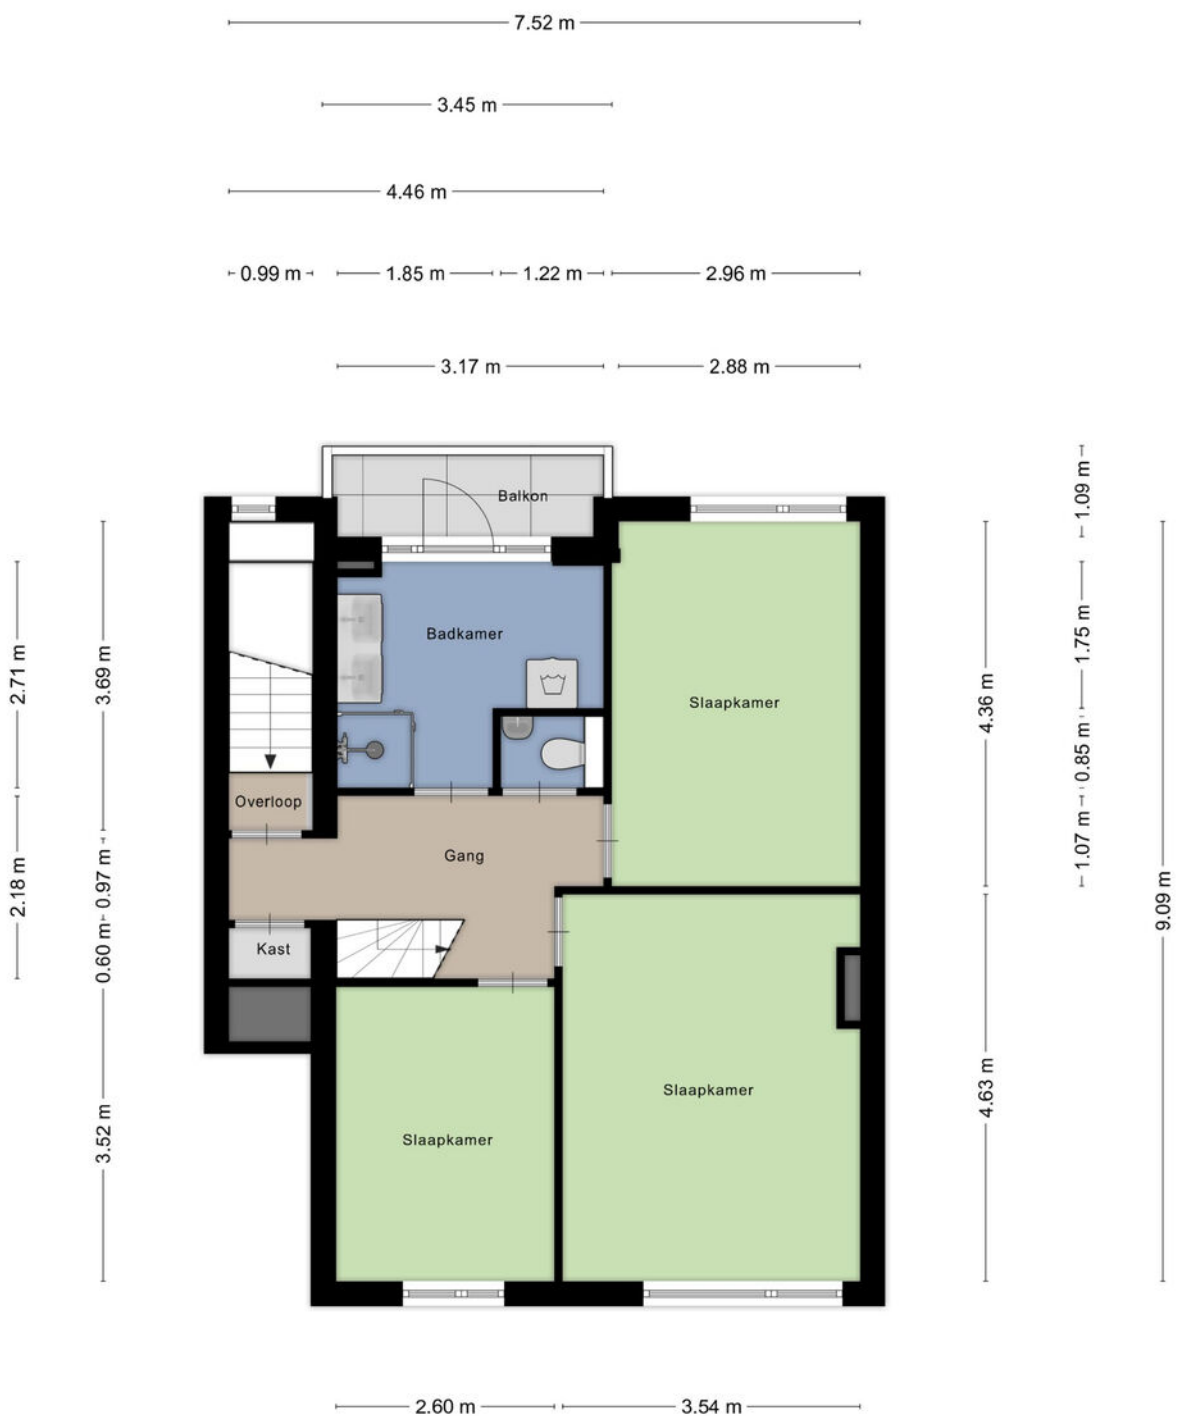 7.52 m
3.45 m
4.46 m
0.99 m
1.85 m
1.22 m
2.96 m
3.17 m
2.88 m
Balkon
Badkamer
Slaapkamer
Overloop
Gang
Kast
Slaapkamer
Slaapkamer
2.71 m
2.18 m
3.69 m
0.97 m
0.60 m
3.52 m
4.36 m
4.63 m
1.09 m
1.75 m
0.85 m
1.07 m
9.09 m
2.60 m
3.54 m